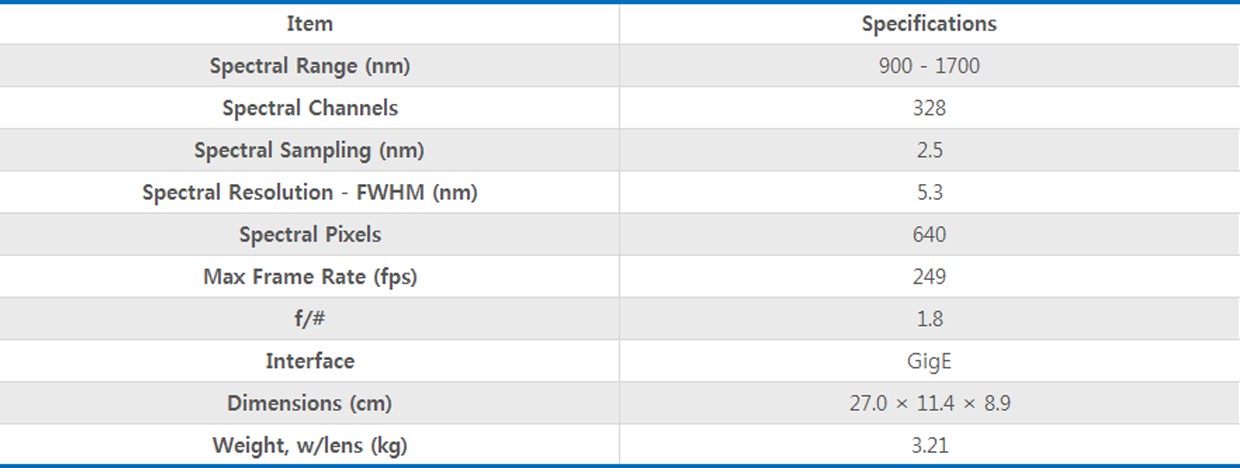 Item Specifications
Spectral Range (nm) 900 - 1700
Spectral Channels 328
Spectral Sampling (nm) 2.5
Spectral Resolution - FWHM (nm) 5.3
Spectral Pixels 640
Max Frame Rate (fps) 249
f/# 1.8
Interface GigE
Dimensions (cm) 27.0 × 11.4 × 8.9
Weight, w/lens (kg) 3.21